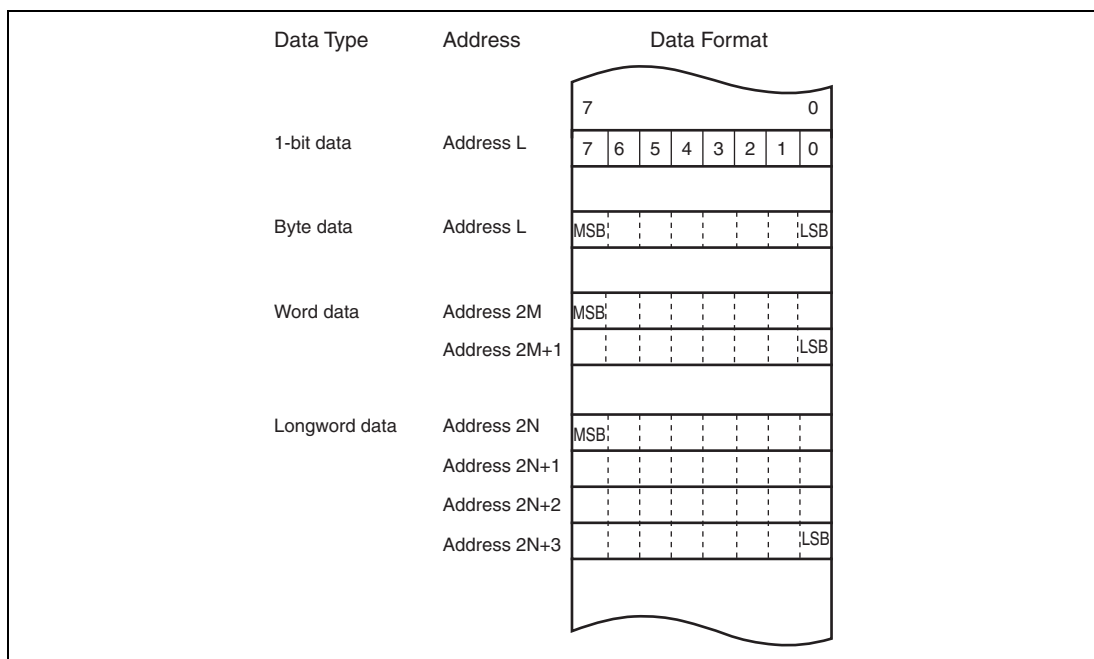 Data Type Address Data Format
7 0
1-bit data Address L 7 6 5 4 3 2 1 0
Byte data Address L MSB LSB
Word data Address 2M MSB
Address 2M+1 LSB
Longword data Address 2N MSB
Address 2N+1
Address 2N+2
Address 2N+3 LSB